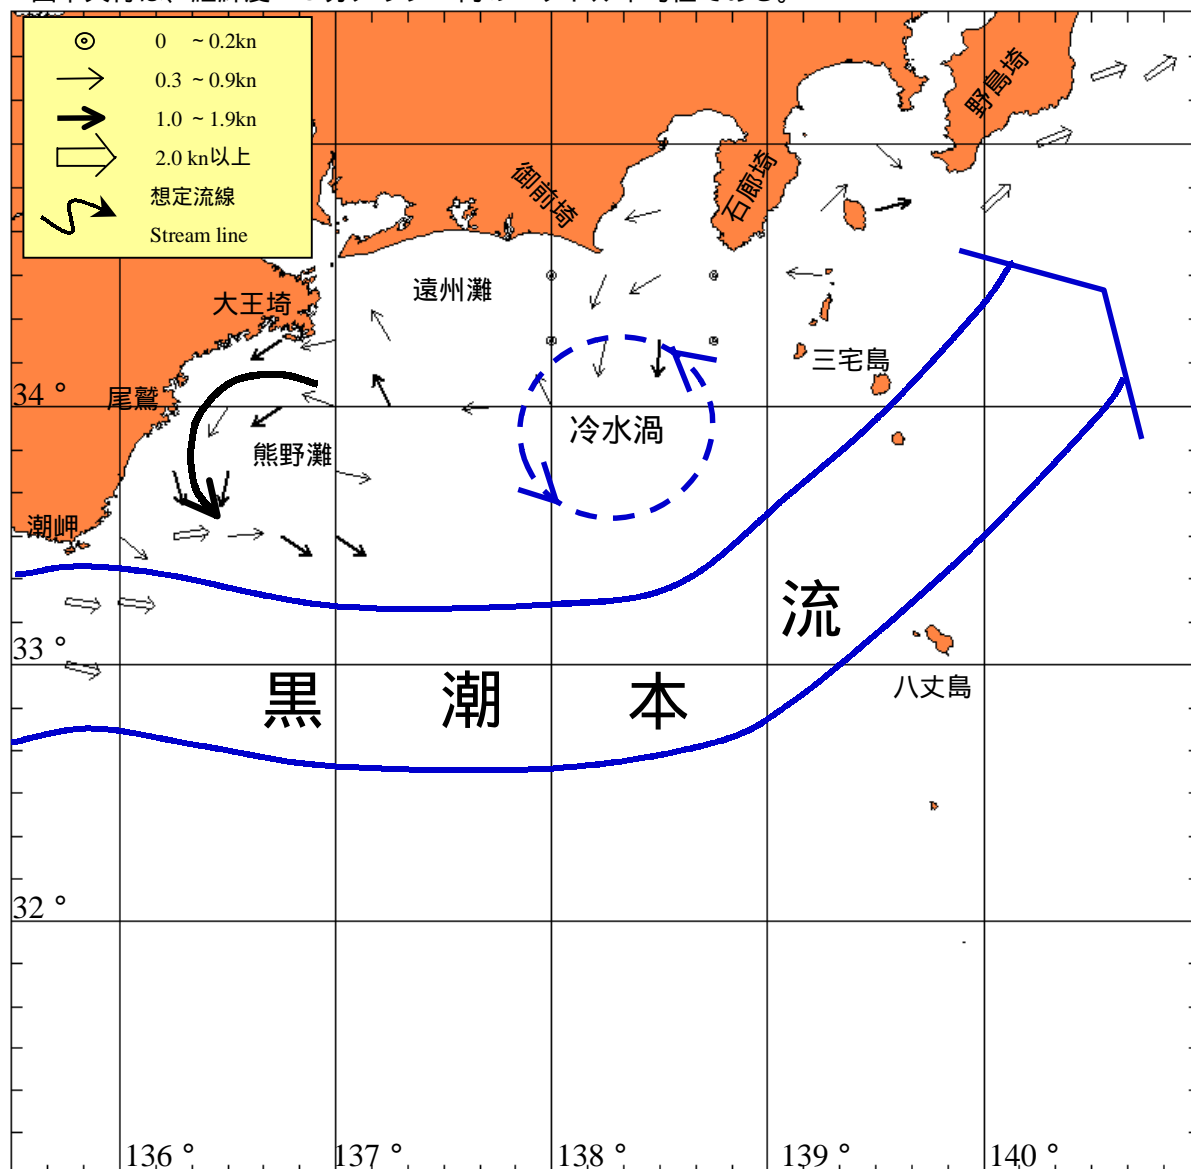 0 ~ 0.2kn
0.3 ~ 0.9kn
1.0 ~ 1.9kn
2.0 kn以上
想定流線
Stream line
野島埼
御前埼
石廊埼
遠州灘
大王埼
三宅島
34°
尾鷲
冷水渦
熊野灘
潮岬
流
33°
八丈島
黒 潮 本
32°
136° 137° 138° 139° 140°